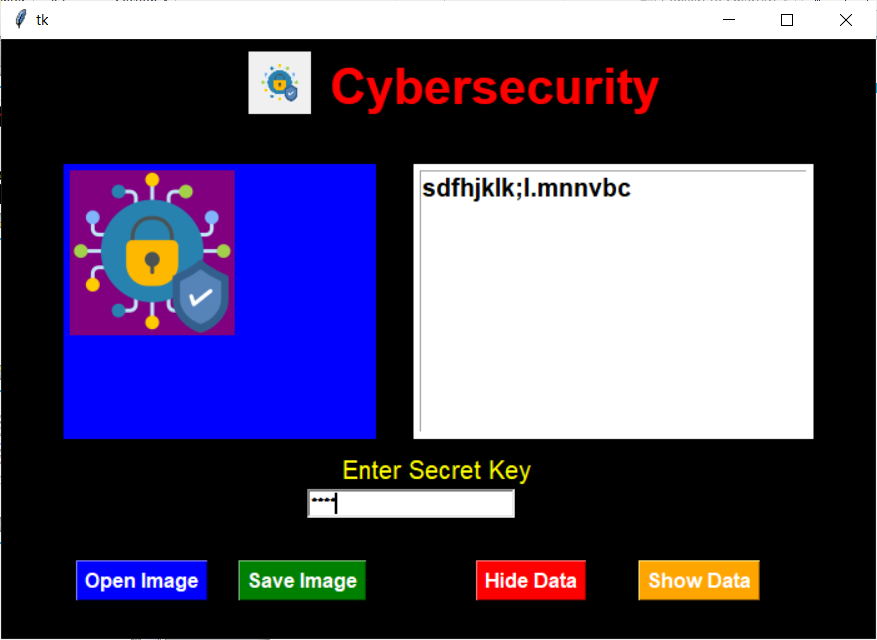 tk
Cybersecurity
sdfhjklk;l.mnnvbc
Enter Secret Key
****
Open Image
Save Image
Hide Data
Show Data